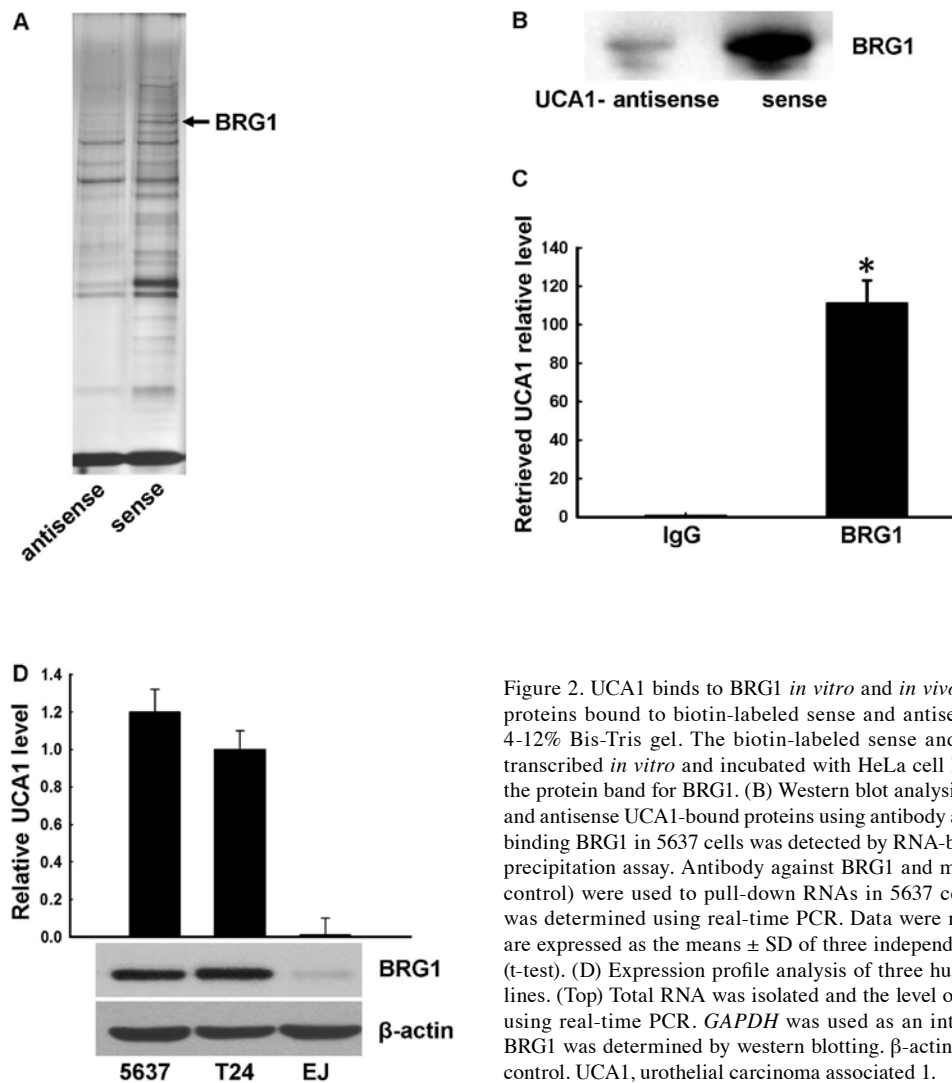 A
BRG1
antisense
sense
B
BRG1
UCA1- antisense sense
C
Retrieved UCA1 relative level
140
120
100
80
60
40
20
0
*
IgG BRG1
D
Relative UCA1 level
1.4
1.2
1.0
0.8
0.6
0.4
0.2
0.0
BRG1
β-actin
5637 T24 EJ
Figure 2. UCA1 binds to BRG1 in vitro and in vivo
proteins bound to biotin-labeled sense and antise
4-12% Bis-Tris gel. The biotin-labeled sense and
transcribed in vitro and incubated with HeLa cell
the protein band for BRG1. (B) Western blot analysis
and antisense UCA1-bound proteins using antibody a
binding BRG1 in 5637 cells was detected by RNA-b
precipitation assay. Antibody against BRG1 and m
control) were used to pull-down RNAs in 5637 c
was determined using real-time PCR. Data were
are expressed as the means ± SD of three independ
(t-test). (D) Expression profile analysis of three hu
lines. (Top) Total RNA was isolated and the level o
using real-time PCR. GAPDH was used as an int
BRG1 was determined by western blotting. β-actin
control. UCA1, urothelial carcinoma associated 1.